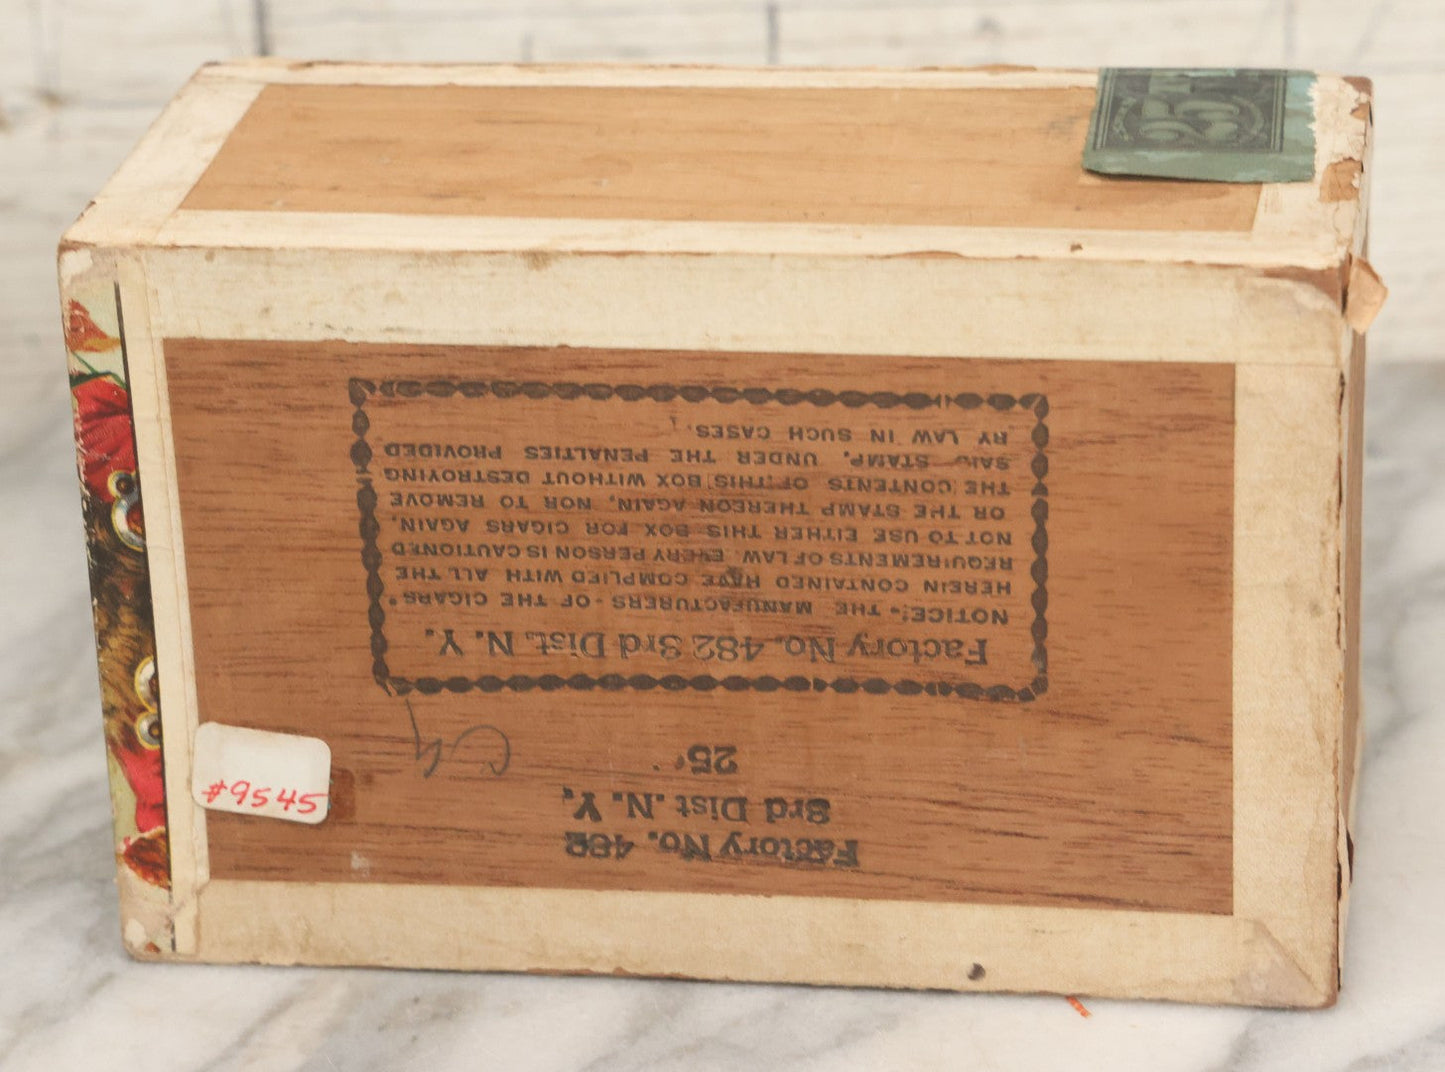 25
Factory No. 482
3rd Dist. N. Y.
25
Factory No. 482 3rd Dist. N. Y.
NOTICE: THE MANUFACTURERS OF THE CIGARS
HEREIN CONTAINED HAVE COMPLIED WITH ALL THE
REQUIREMENTS OF LAW. EVERY PERSON IS CAUTIONED
NOT TO USE EITHER THIS BOX FOR CIGARS AGAIN,
OR THE STAMP THEREON AGAIN, NOR TO REMOVE
THE CONTENTS OF THIS BOX WITHOUT DESTROYING
SAID STAMP, UNDER THE PENALTIES PROVIDED
BY LAW IN SUCH CASES.
#9545